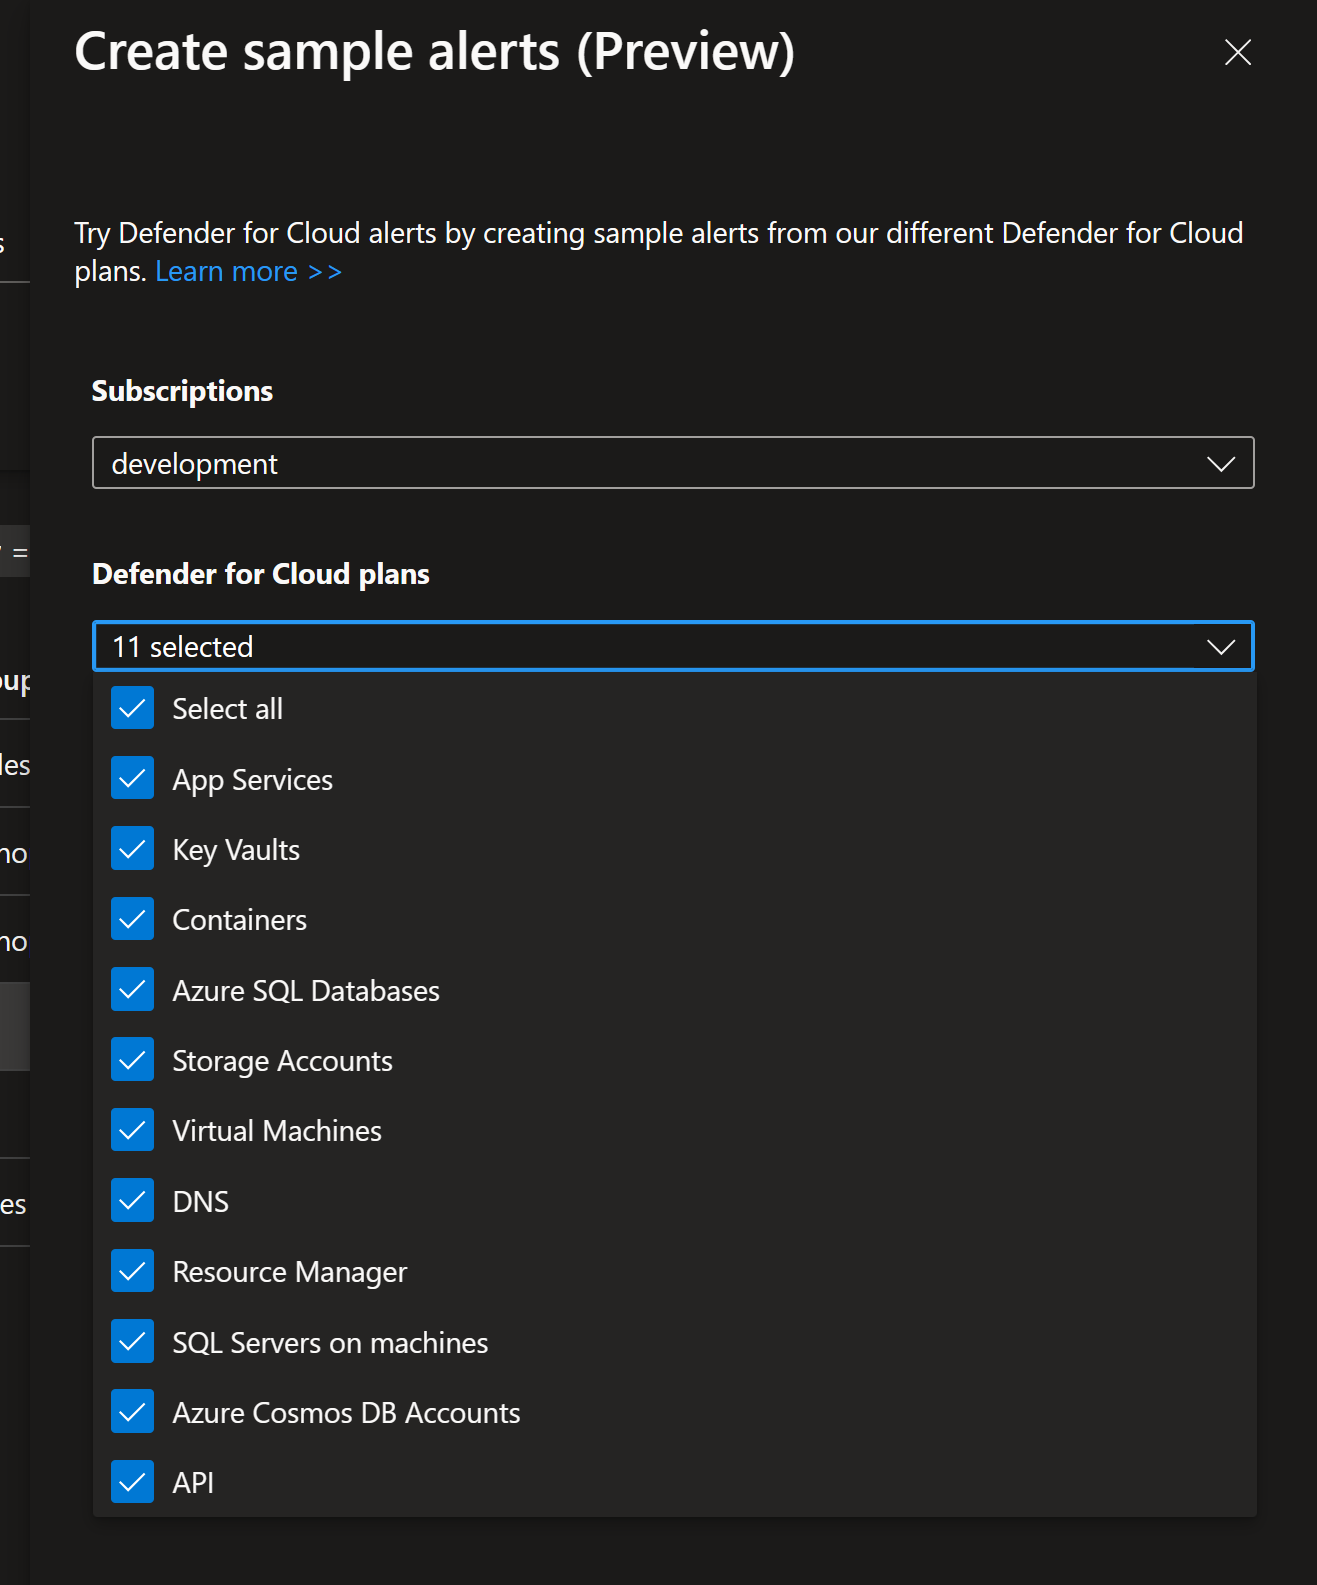 Create sample alerts (Preview)
Try Defender for Cloud alerts by creating sample alerts from our different Defender for Cloud
plans. Learn more >>
Subscriptions
development
Defender for Cloud plans
11 selected
Select all
App Services
Key Vaults
Containers
Azure SQL Databases
Storage Accounts
Virtual Machines
DNS
Resource Manager
SQL Servers on machines
Azure Cosmos DB Accounts
API